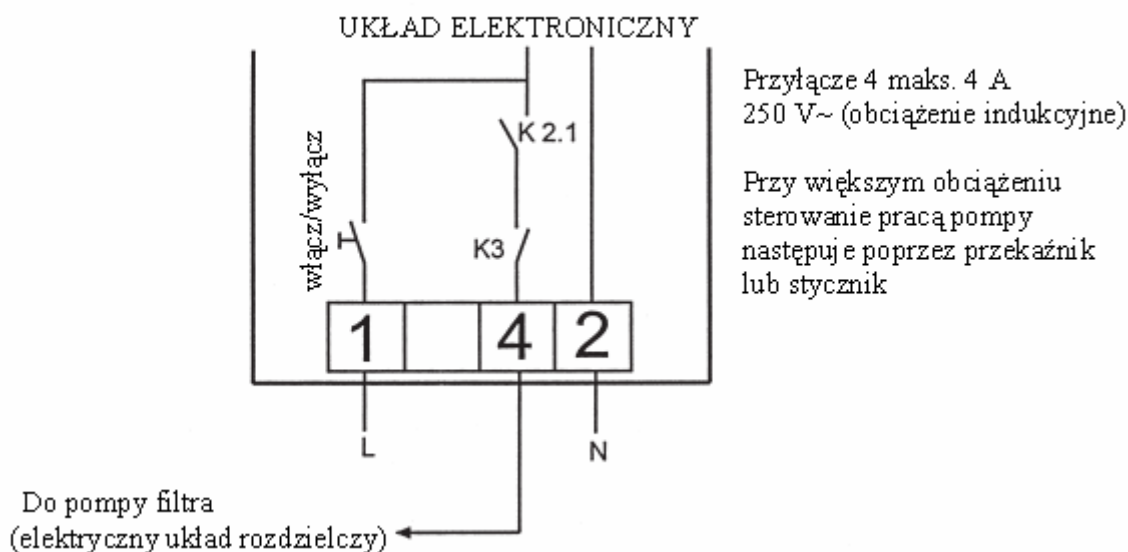 UKŁAD ELEKTRONICZNY
Przyłącze 4 maks. 4 A
250 V~ (obciążenie indukcyjne)
Przy większym obciążeniu
sterowanie pracą pompy
następuje poprzez przekaźnik
lub stycznik
włącz/wyłącz
K 2.1
K3
1
4
2
L
N
Do pompy filtra
(elektryczny układ rozdzielczy)